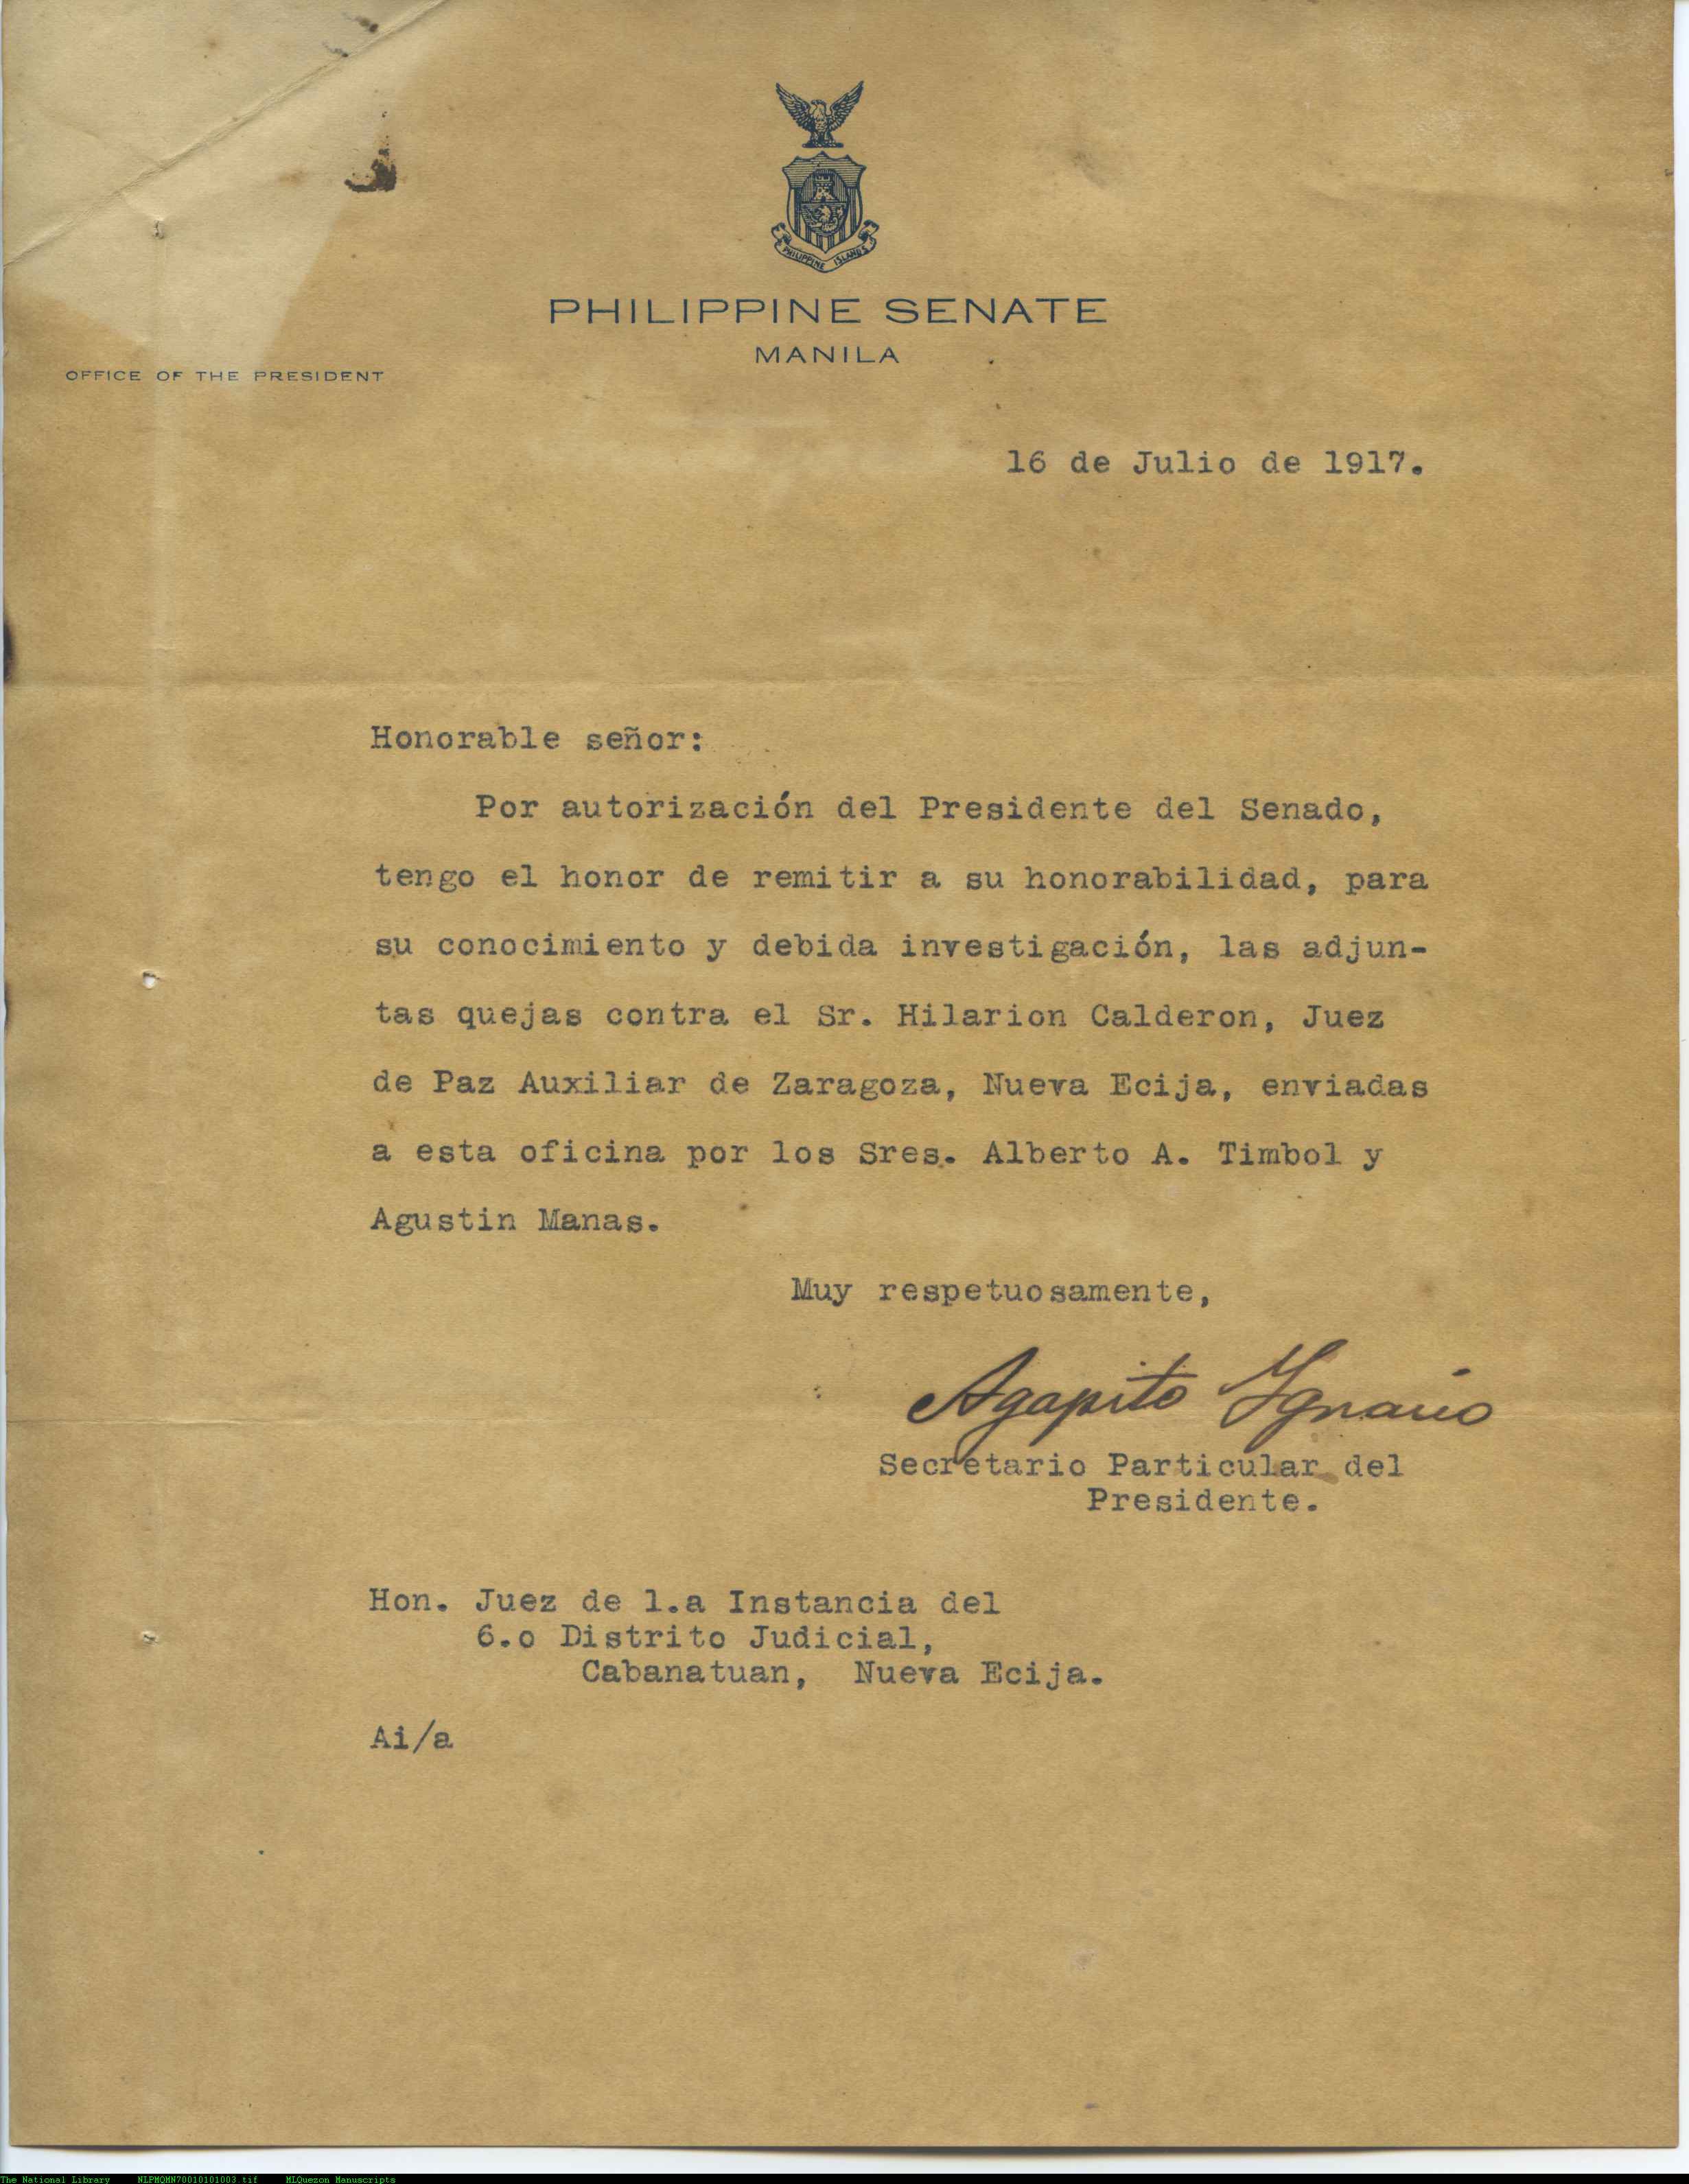 PHILIPPINE ISLANDS
PHILIPPINE SENATE
MANILA
OFFICE OF THE PRESIDENT
16 de Julio de 1917.
Honorable señor:
Por autorización del Presidente del Senado,
tengo el honor de remitir a su honorabilidad, para
su conocimiento y debida investigación, las adjun-
tas quejas contra el Sr. Hilarion Calderon, Juez
de Paz Auxiliar de Zaragoza, Nueva Ecija, enviadas
a esta oficina por los Sres. Alberto A. Timbol y
Agustin Manas.
Muy respetuosamente,
Agapito Ygnacio
Secretario Particular del
Presidente.
Hon. Juez de 1.a Instancia del
6.o Distrito Judicial,
Cabanatuan, Nueva Ecija.
Ai/a
The National Library NLPMQMN70010101003.tif MLQuezon Manuscripts